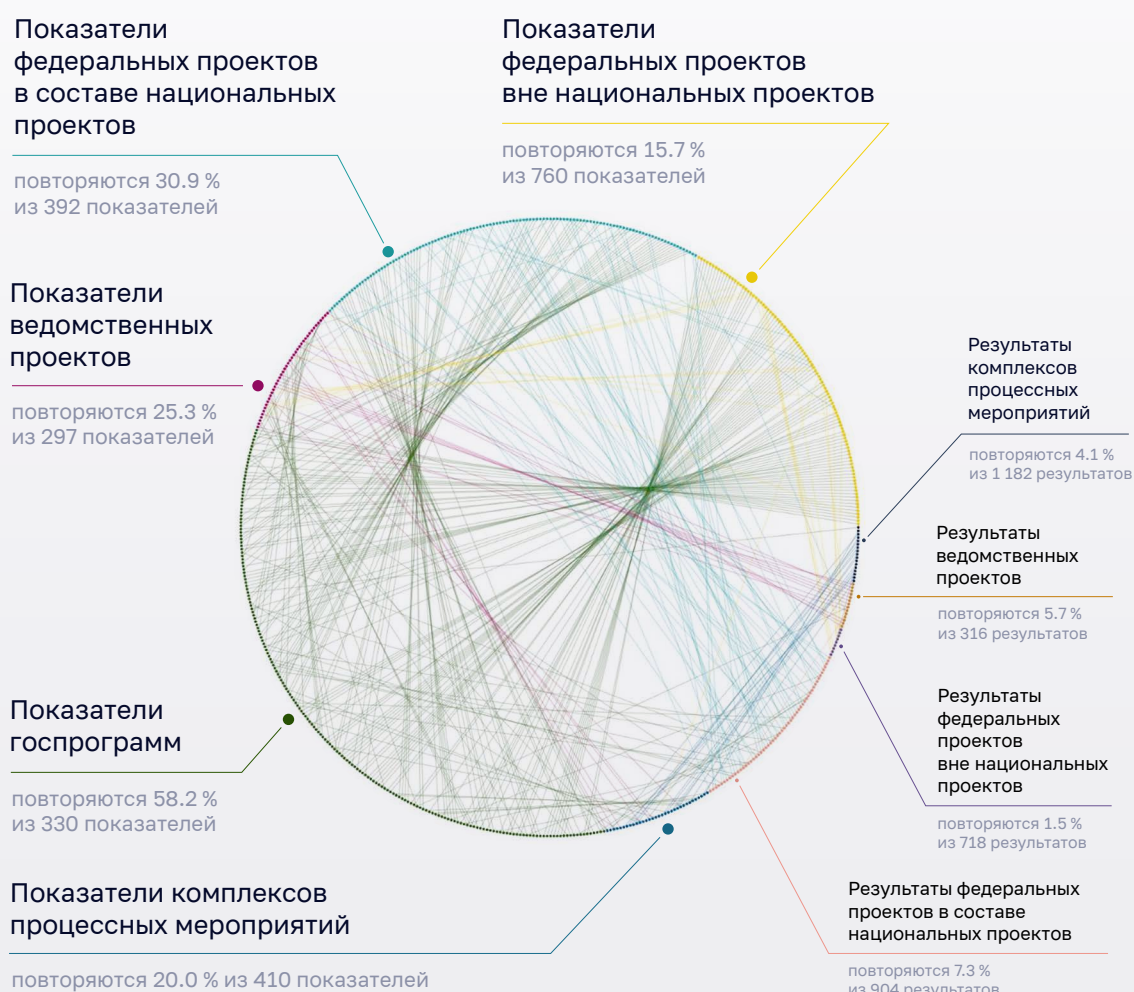 Показатели
федеральных проектов
в составе национальных
проектов
повторяются 30.9 %
из 392 показателей
Показатели
федеральных проектов
вне национальных проектов
повторяются 15.7 %
из 760 показателей
Показатели
ведомственных
проектов
повторяются 25.3 %
из 297 показателей
Результаты
комплексов
процессных
мероприятий
повторяются 4.1 %
из 1 182 результатов
Результаты
ведомственных
проектов
повторяются 5.7 %
из 316 результатов
Результаты
федеральных
проектов
вне национальных
проектов
повторяются 1.5 %
из 718 результатов
Показатели
госпрограмм
повторяются 58.2 %
из 330 показателей
Показатели комплексов
процессных мероприятий
повторяются 20.0 % из 410 показателей
Результаты федеральных
проектов в составе
национальных проектов
повторяются 7.3 %
из 904 результатов